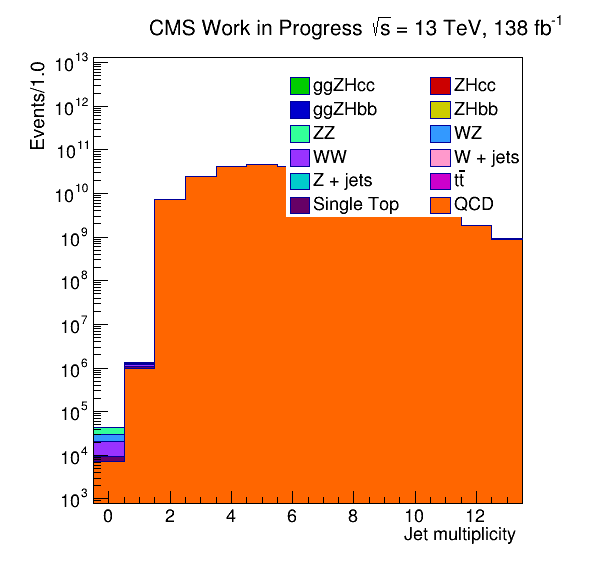 CMS Work in Progress √s = 13 TeV, 138 fb⁻¹
Events/1.0
10¹³
10¹²
10¹¹
10¹⁰
10⁹
10⁸
10⁷
10⁶
10⁵
10⁴
10³
ggZHcc ZHcc
ggZHbb ZHbb
ZZ WZ
WW W + jets
Z + jets tt̄
Single Top QCD
0 2 4 6 8 10 12
Jet multiplicity